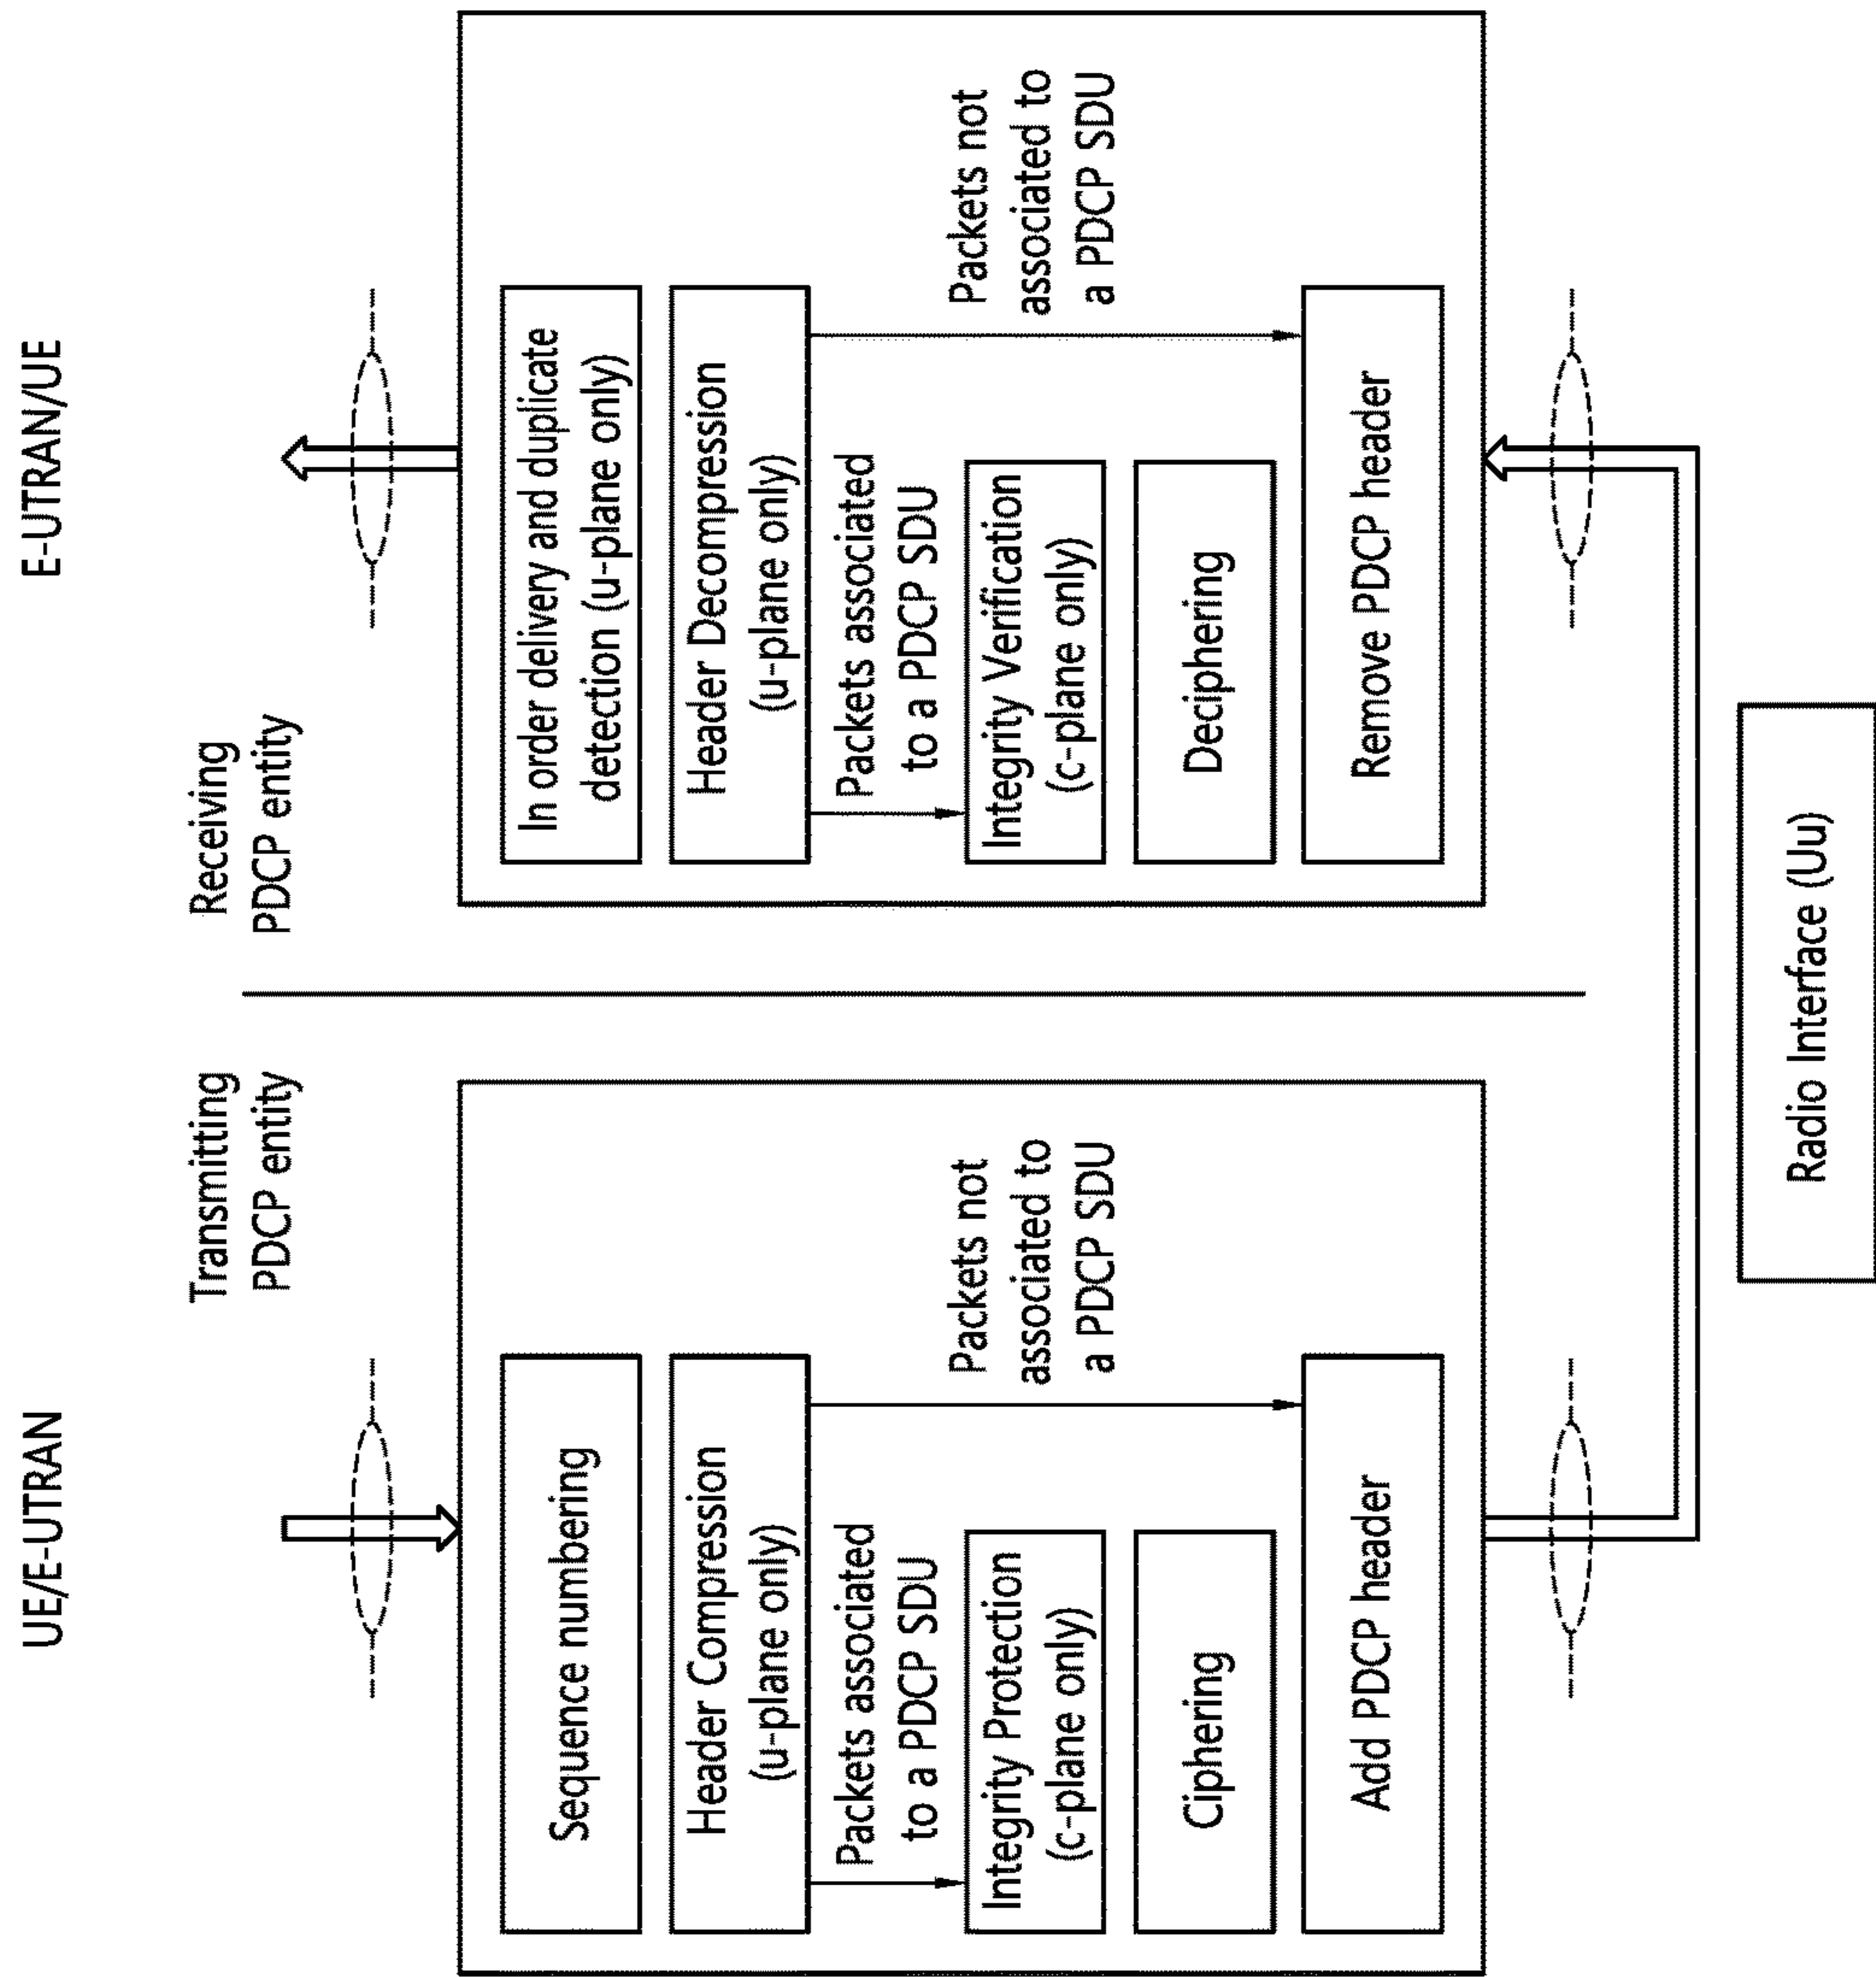 UE/E-UTRAN
E-UTRAN/UE
Transmitting
PDCP entity
Receiving
PDCP entity
Sequence numbering
Header Compression
(u-plane only)
Packets associated
to a PDCP SDU
Packets not
associated to
a PDCP SDU
Integrity Protection
(c-plane only)
Ciphering
Add PDCP header
In order delivery and duplicate
detection (u-plane only)
Header Decompression
(u-plane only)
Packets associated
to a PDCP SDU
Packets not
associated to
a PDCP SDU
Integrity Verification
(c-plane only)
Deciphering
Remove PDCP header
Radio Interface (Uu)